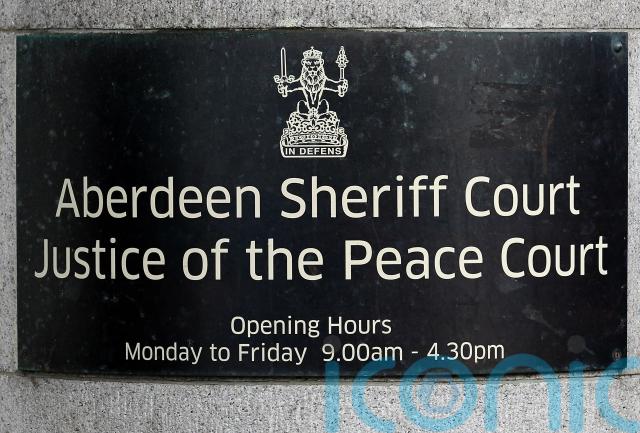 IN DEFENS
Aberdeen Sheriff Court
Justice of the Peace Court
Opening Hours
Monday to Friday 9.00am - 4.30pm
iconic